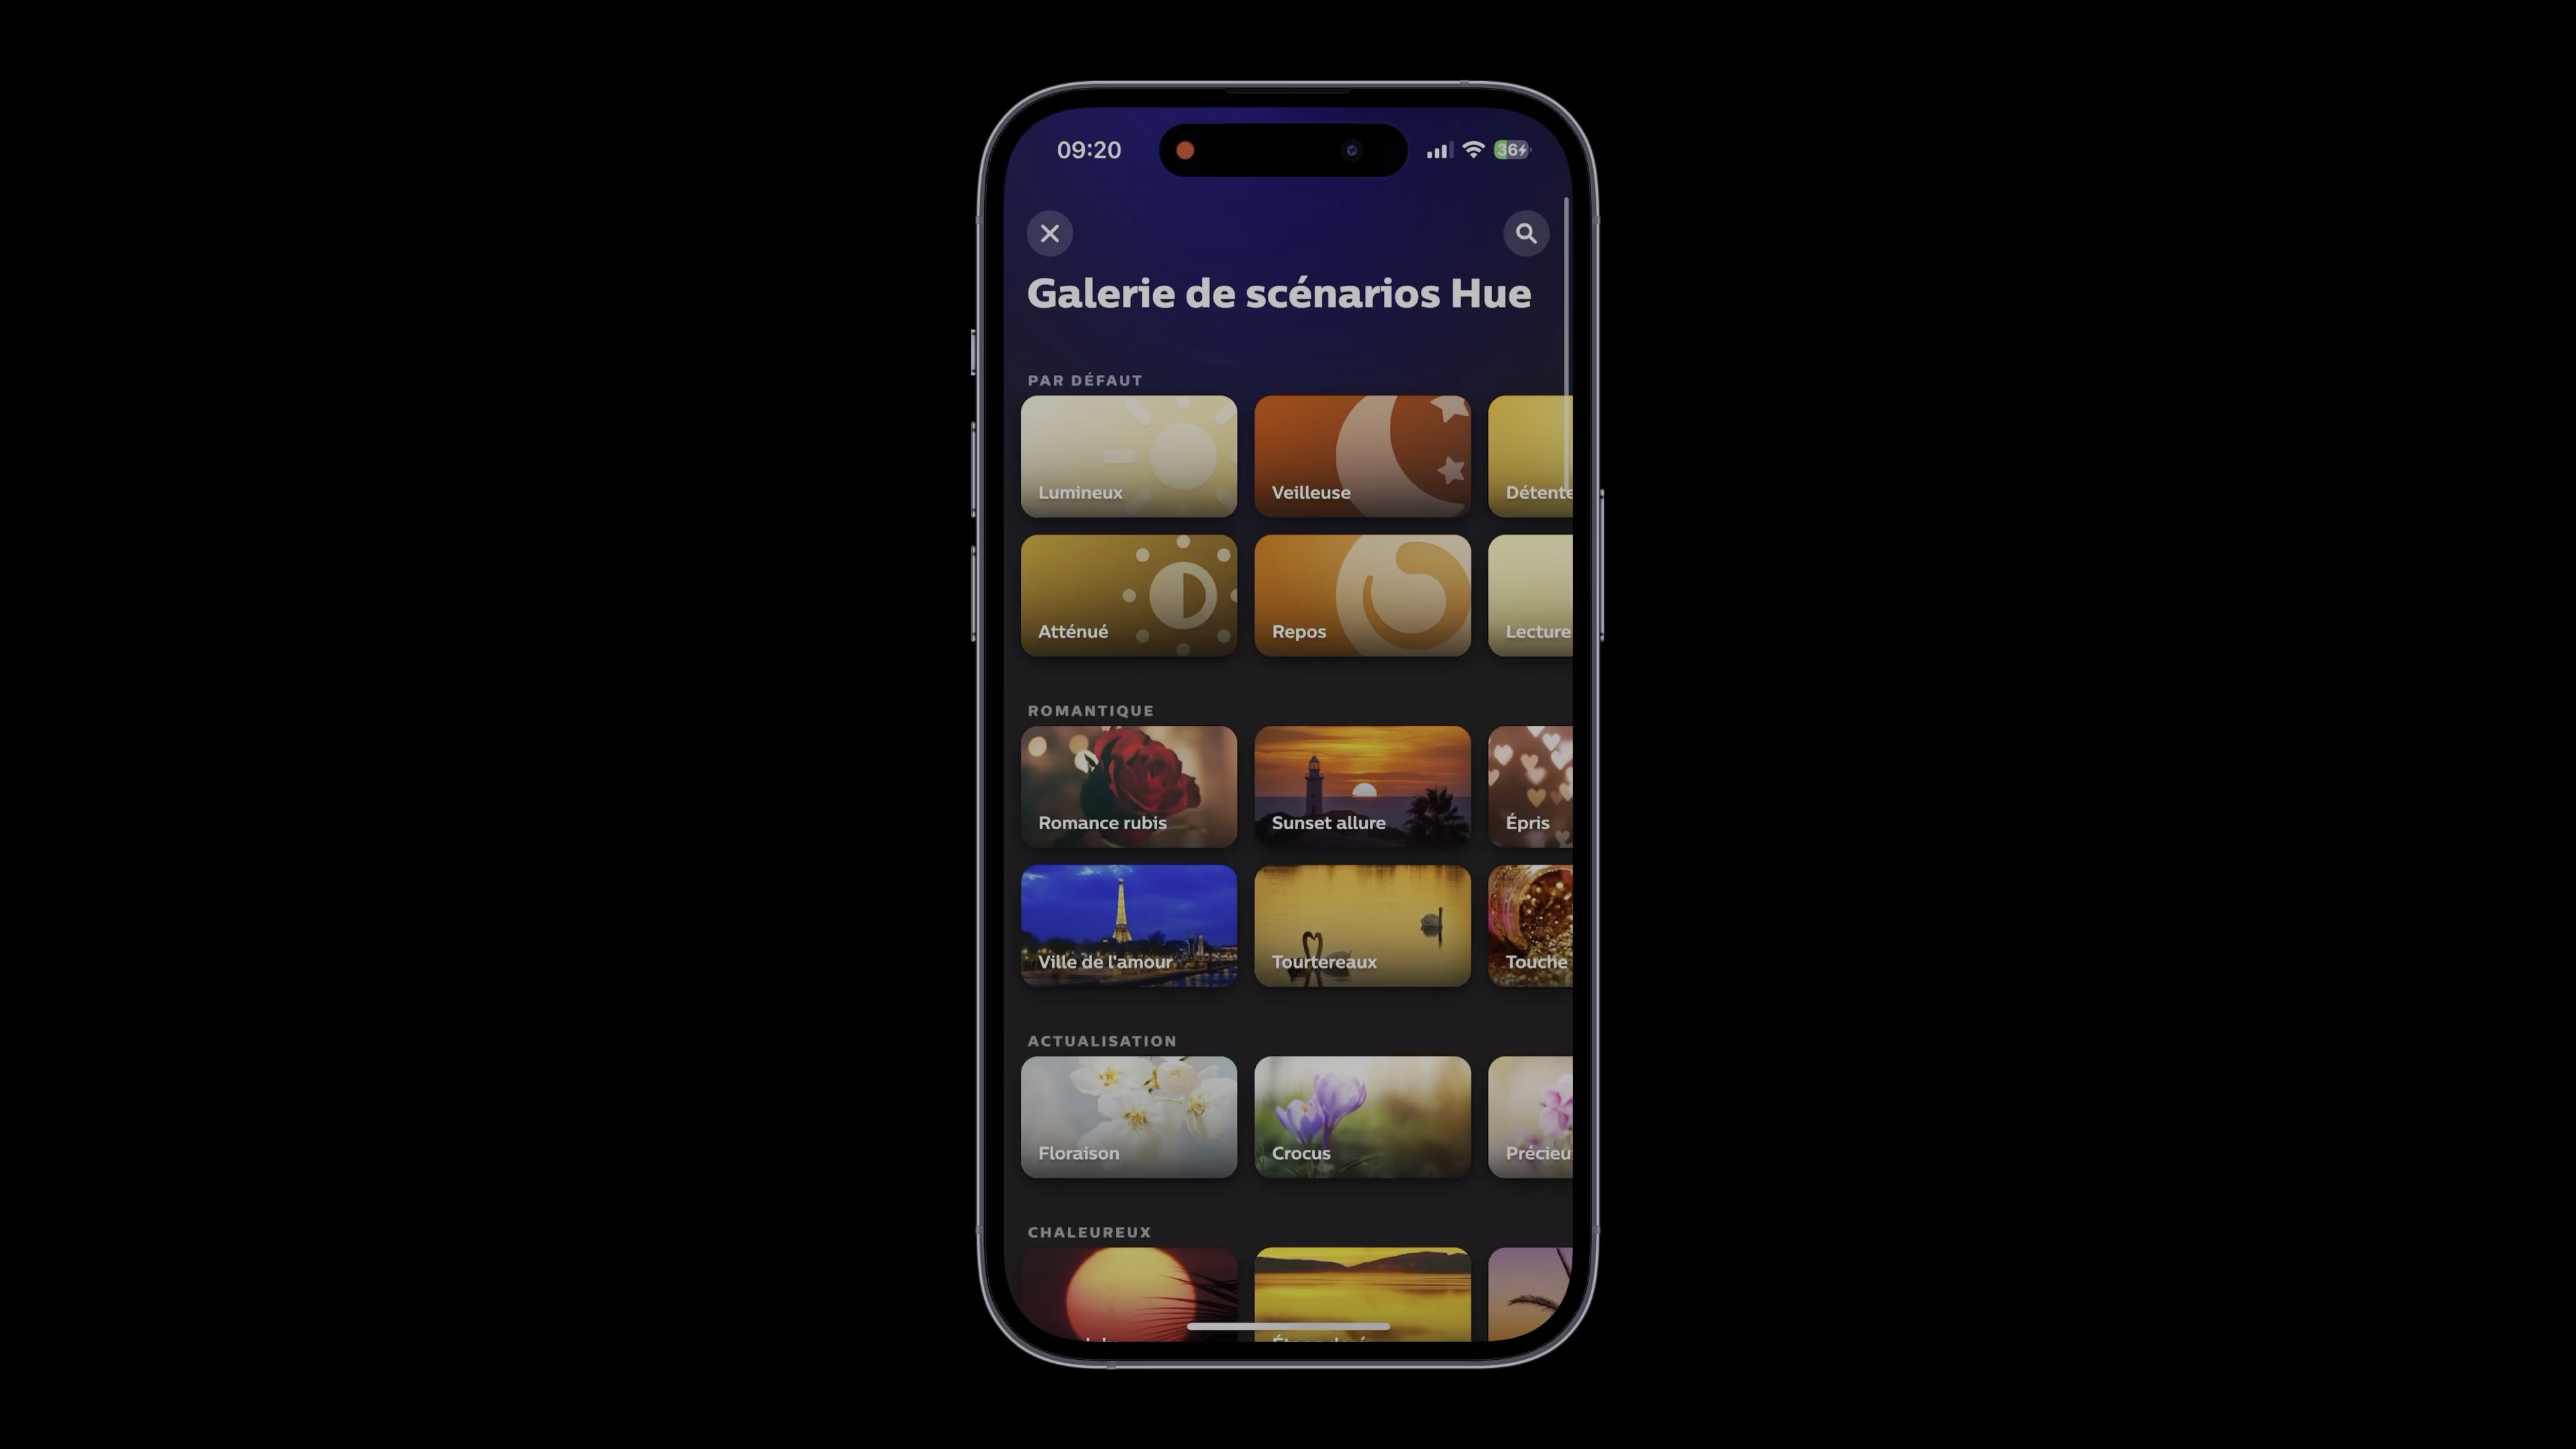 09:20
36
Galerie de scénarios Hue
PAR DÉFAUT
Lumineux
Veilleuse
Détente
Atténué
Repos
Lecture
ROMANTIQUE
Romance rubis
Sunset allure
Épris
Ville de l'amour
Tourtereaux
Touche
ACTUALISATION
Floraison
Crocus
Précieu
CHALEUREUX